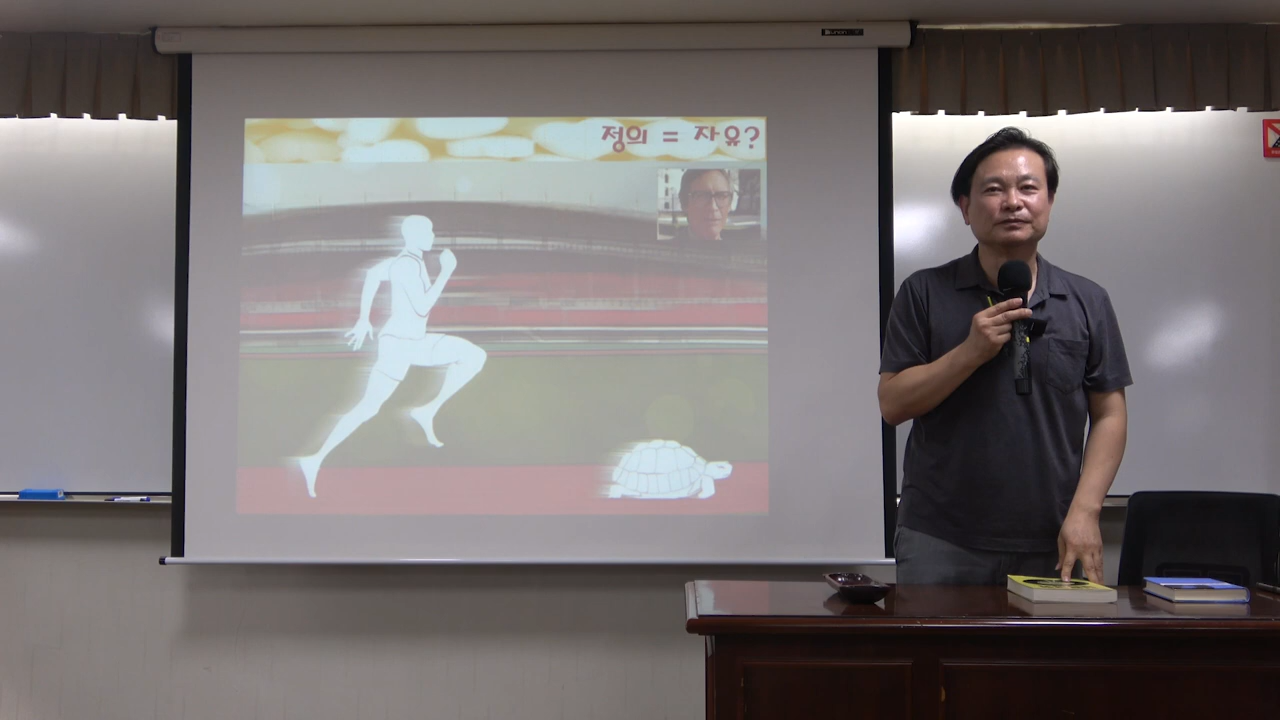 정의 = 자유?